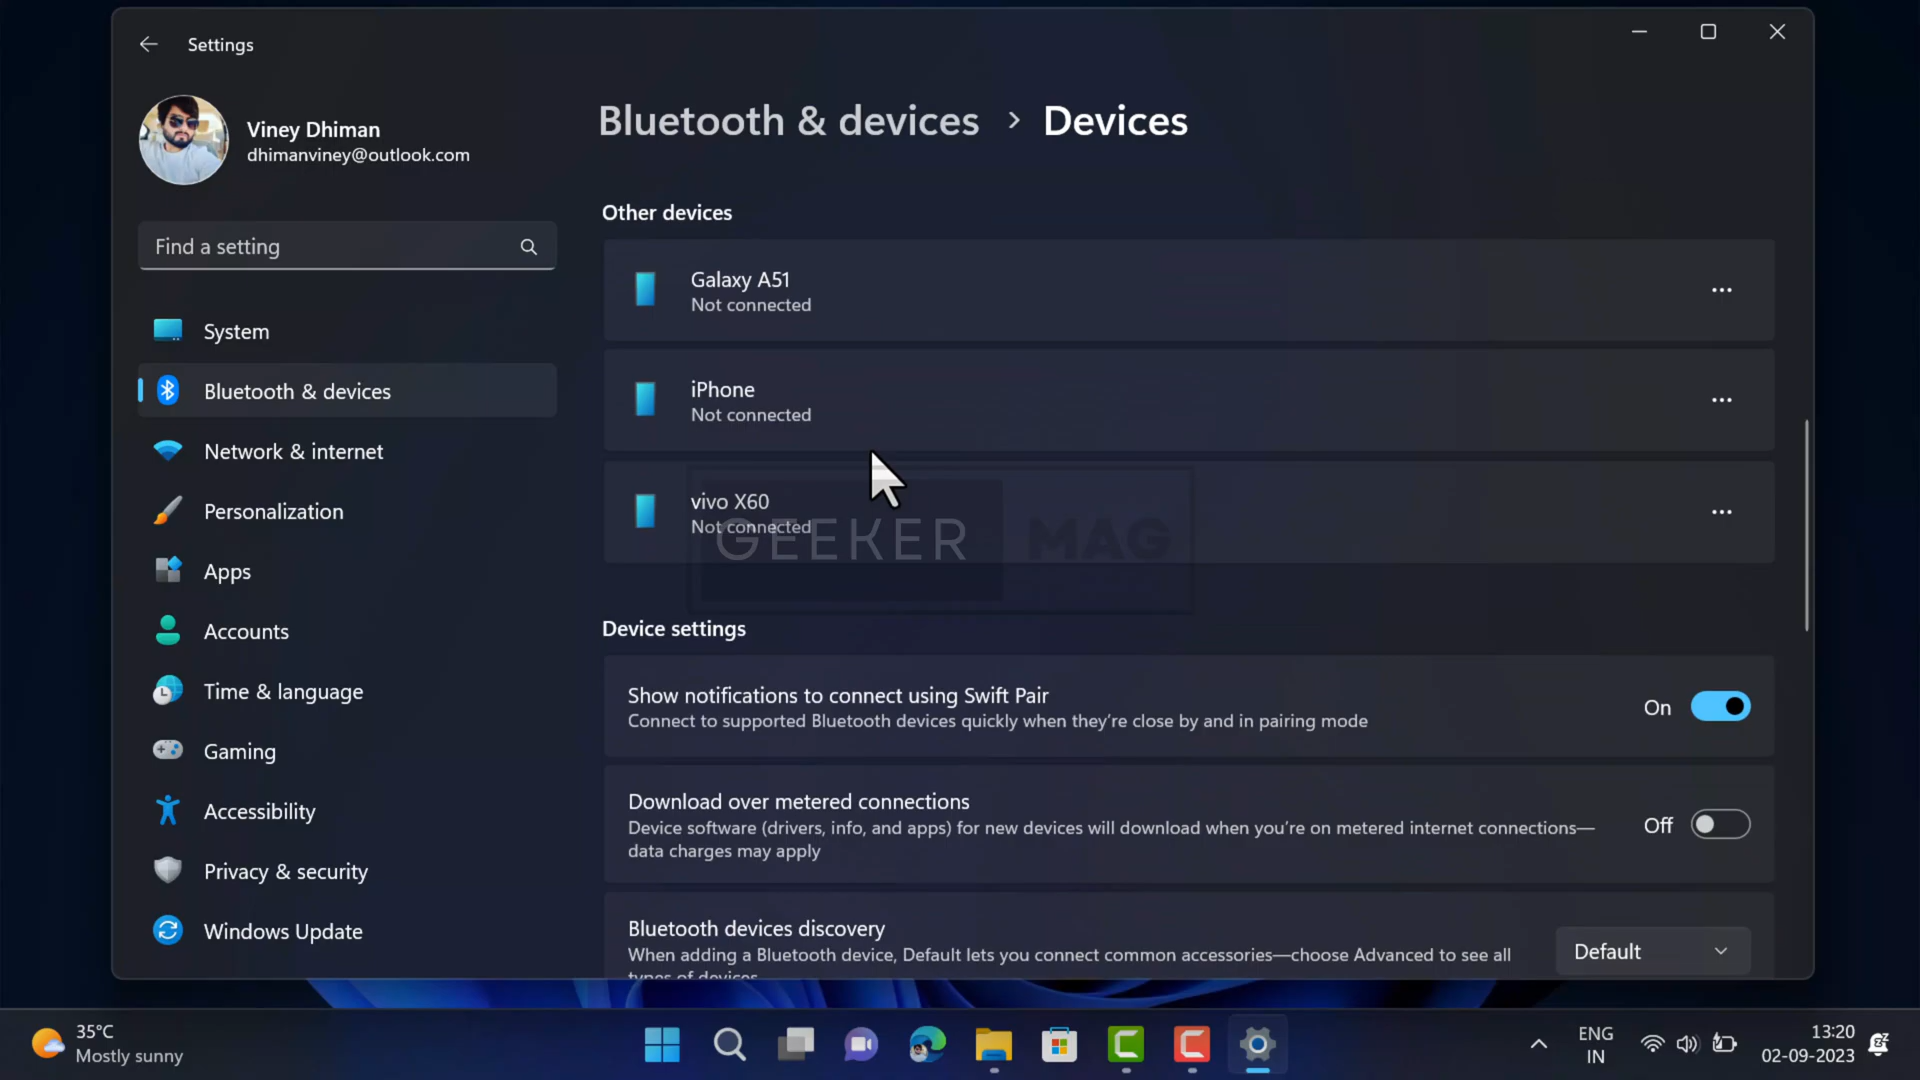 Settings
Viney Dhiman
dhimanviney@outlook.com
Find a setting
System
Bluetooth & devices
Network & internet
Personalization
Apps
Accounts
Time & language
Gaming
Accessibility
Privacy & security
Windows Update
Bluetooth & devices > Devices
Other devices
Galaxy A51
Not connected
iPhone
Not connected
vivo X60
Not connected
GEEKER MAG
Device settings
Show notifications to connect using Swift Pair
Connect to supported Bluetooth devices quickly when they're close by and in pairing mode
On
Download over metered connections
Device software (drivers, info, and apps) for new devices will download when you're on metered internet connections—
data charges may apply
Off
Bluetooth devices discovery
When adding a Bluetooth device, Default lets you connect common accessories—choose Advanced to see all
types of devices
Default
35°C
Mostly sunny
ENG
IN
13:20
02-09-2023